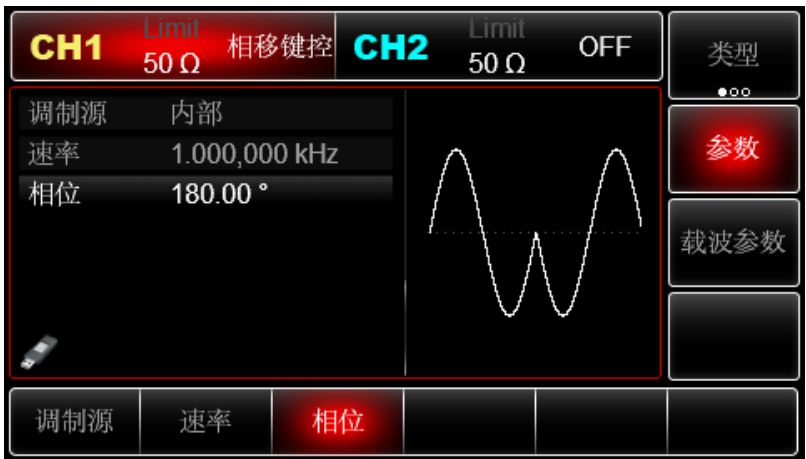 CH1 Limit 50 Ω 相移键控 CH2 Limit 50 Ω OFF
类型
调制源 内部
速率 1.000,000 kHz
相位 180.00 °
参数
载波参数
调制源 速率 相位